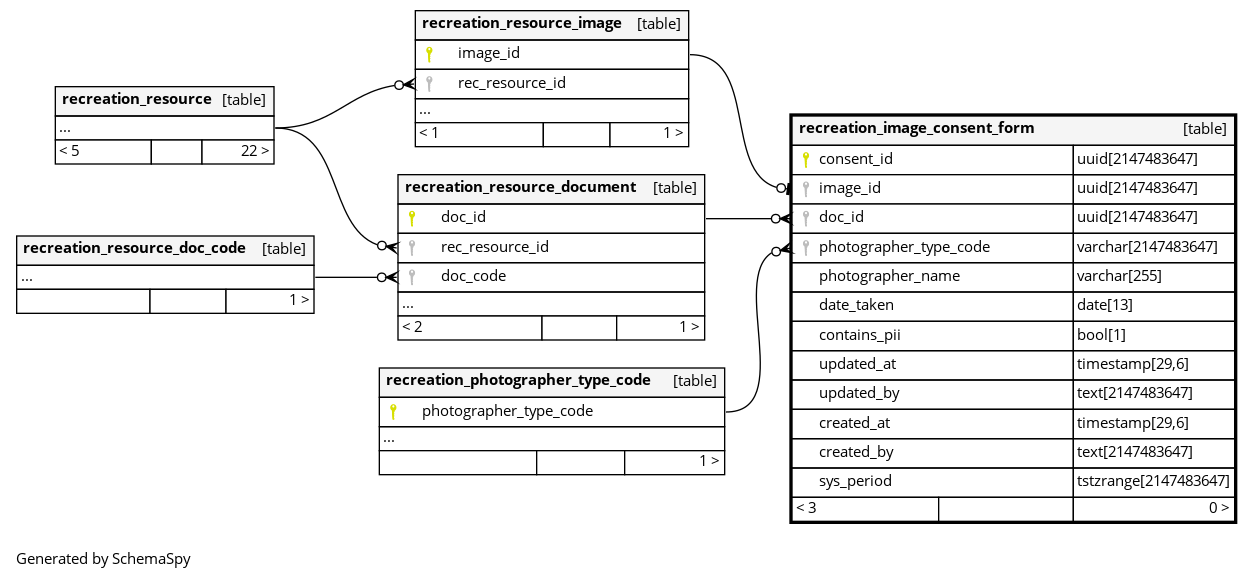 recreation_resource_image [table]
image_id
rec_resource_id
...
< 1 1 >
recreation_resource [table]
...
< 5 22 >
recreation_resource_document [table]
doc_id
rec_resource_id
doc_code
...
< 2 1 >
recreation_resource_doc_code [table]
...
1 >
recreation_photographer_type_code [table]
photographer_type_code
...
1 >
recreation_image_consent_form [table]
consent_id uuid[2147483647]
image_id uuid[2147483647]
doc_id uuid[2147483647]
photographer_type_code varchar[2147483647]
photographer_name varchar[255]
date_taken date[13]
contains_pii bool[1]
updated_at timestamp[29,6]
updated_by text[2147483647]
created_at timestamp[29,6]
created_by text[2147483647]
sys_period tstzrange[2147483647]
< 3 0 >
Generated by SchemaSpy